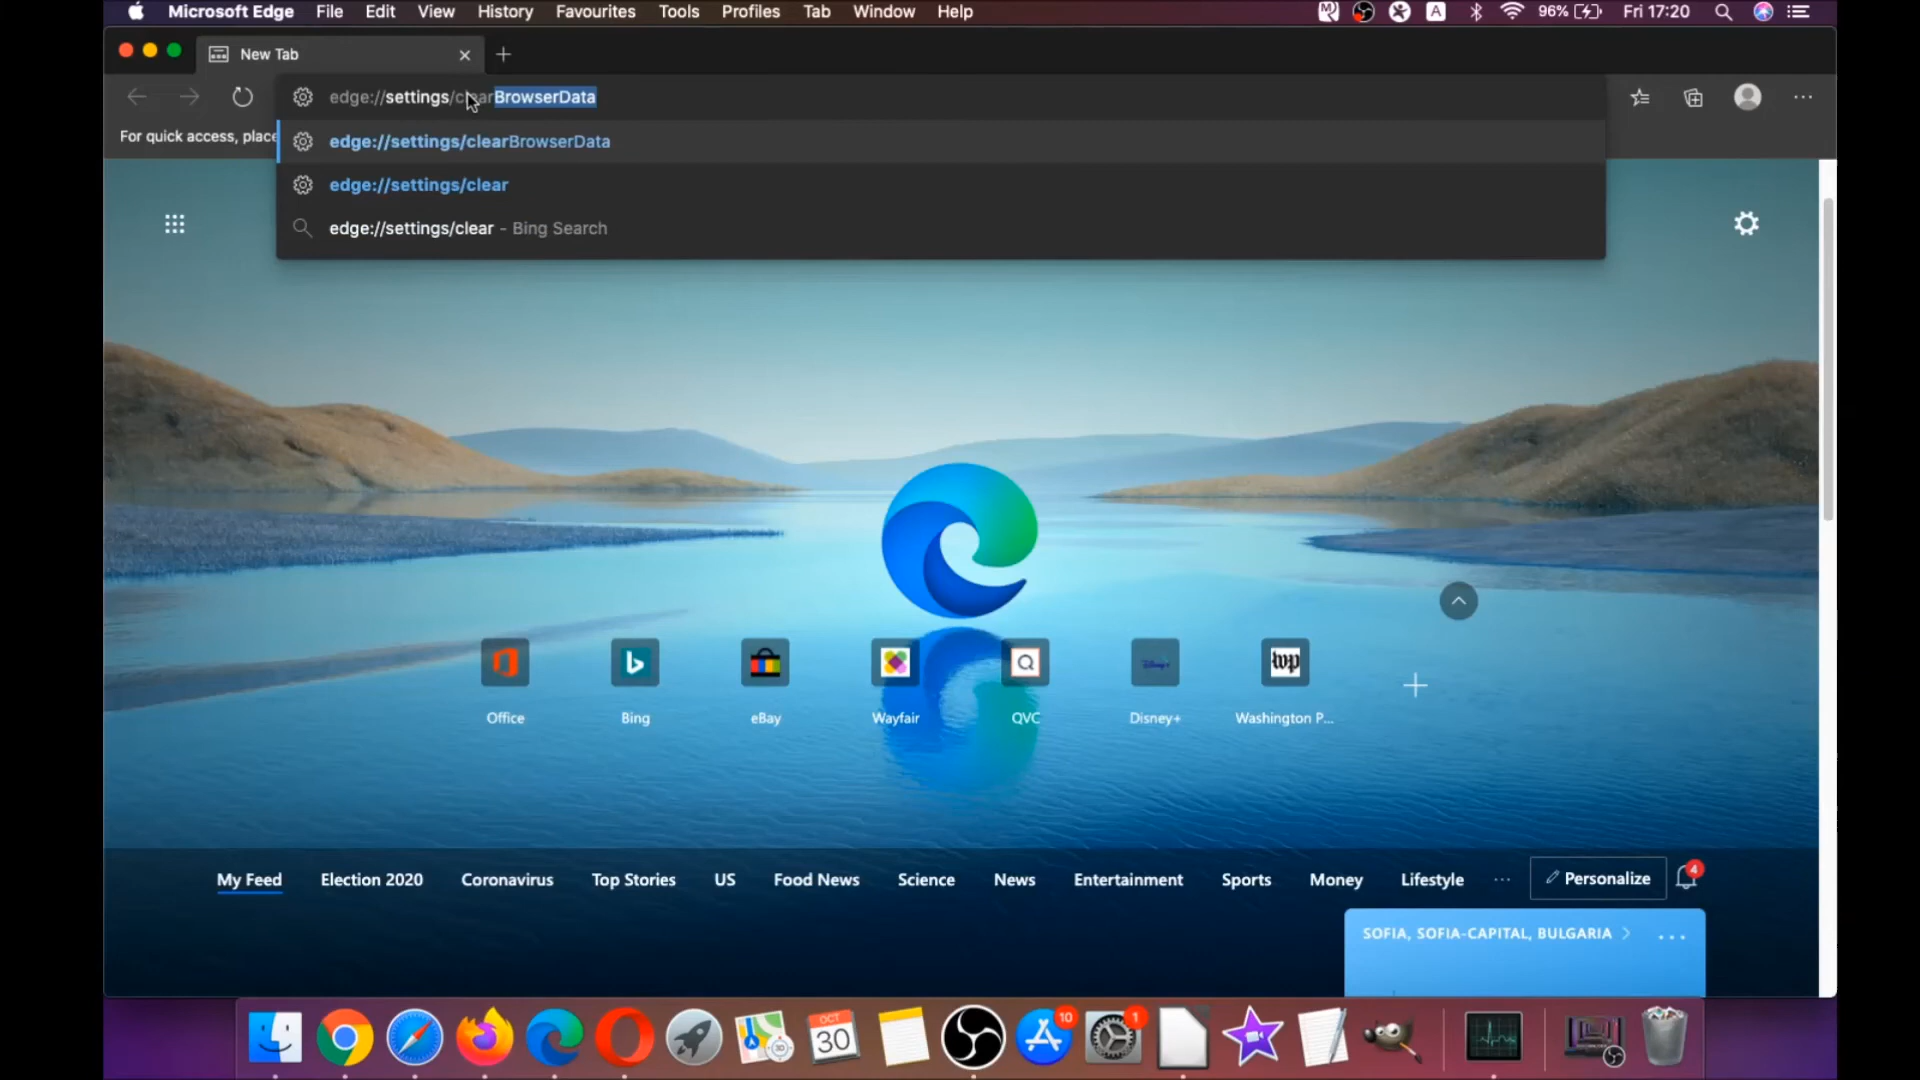 Microsoft Edge File Edit View History Favourites Tools Profiles Tab Window Help A 96% Fri 17:20
New Tab
edge://settings/clearBrowserData
For quick access, place
edge://settings/clearBrowserData
edge://settings/clear
edge://settings/clear - Bing Search
Office Bing eBay Wayfair QVC Disney+ Washington P...
My Feed Election 2020 Coronavirus Top Stories US Food News Science News Entertainment Sports Money Lifestyle ... Personalize 4
SOFIA, SOFIA-CAPITAL, BULGARIA
OCT
30
10
1